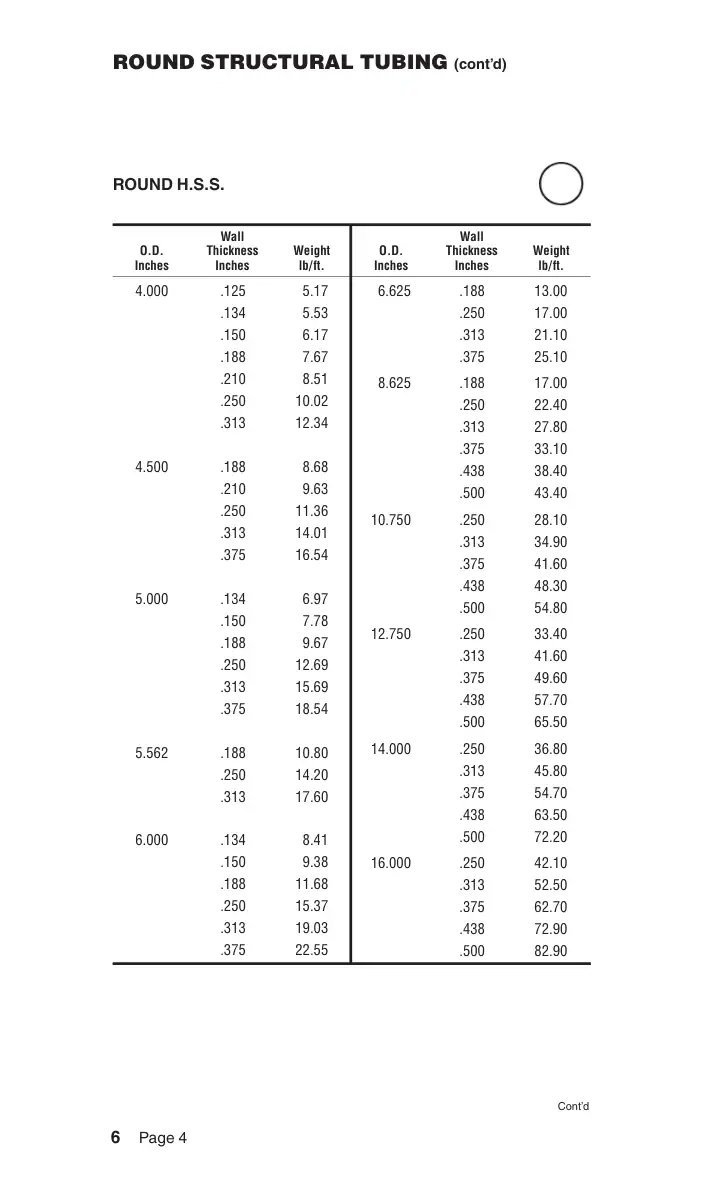 ROUND STRUCTURAL TUBING (cont’d)
ROUND H.S.S.
Wall Wall
O.D. Thickness Weight O.D. Thickness Weight
Inches Inches lb/ft. Inches Inches lb/ft.
4.000 .125 5.17 6.625 .188 13.00
.134 5.53 .250 17.00
.150 6.17 .313 21.10
.188 7.67 .375 25.10
.210 8.51 8.625 .188 17.00
.250 10.02 .250 22.40
.313 12.34 .313 27.80
.375 33.10
4.500 .188 8.68 .438 38.40
.210 9.63 .500 43.40
.250 11.36 10.750 .250 28.10
.313 14.01 .313 34.90
.375 16.54 .375 41.60
.438 48.30
5.000 .134 6.97 .500 54.80
.150 7.78 12.750 .250 33.40
.188 9.67 .313 41.60
.250 12.69 .375 49.60
.313 15.69 .438 57.70
.375 18.54 .500 65.50
5.562 .188 10.80 14.000 .250 36.80
.250 14.20 .313 45.80
.313 17.60 .375 54.70
.438 63.50
6.000 .134 8.41 .500 72.20
.150 9.38 16.000 .250 42.10
.188 11.68 .313 52.50
.250 15.37 .375 62.70
.313 19.03 .438 72.90
.375 22.55 .500 82.90
Cont’d
6 Page 4